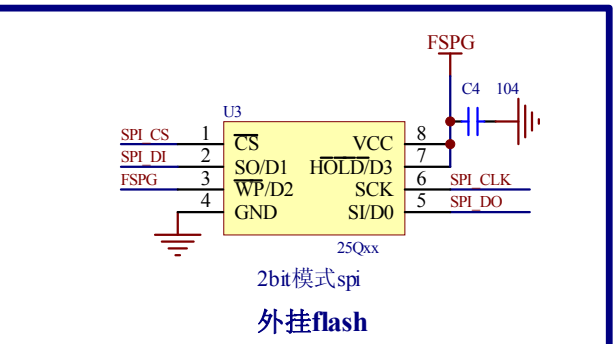 FSPG
C4 104
U3
SPI_CS 1 CS VCC 8
SPI_DI 2 SO/D1 HOLD/D3 7
FSPG 3 WP/D2 SCK 6 SPI_CLK
4 GND SI/D0 5 SPI_DO
25Qxx
2bit模式spi
外挂flash